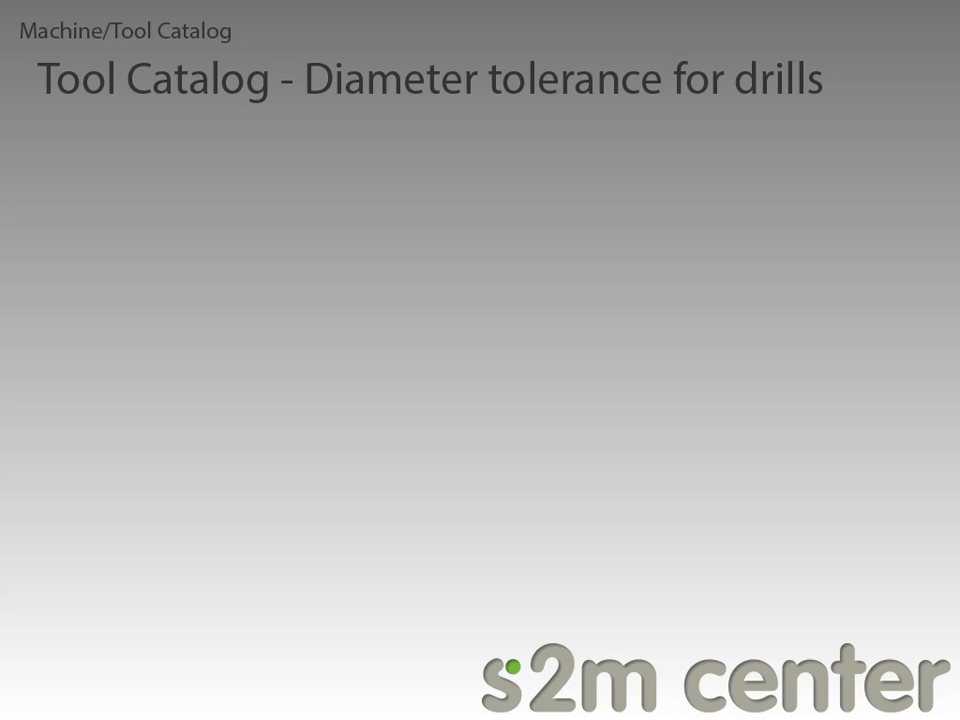 Machine/Tool Catalog
Tool Catalog - Diameter tolerance for drills
s2m center